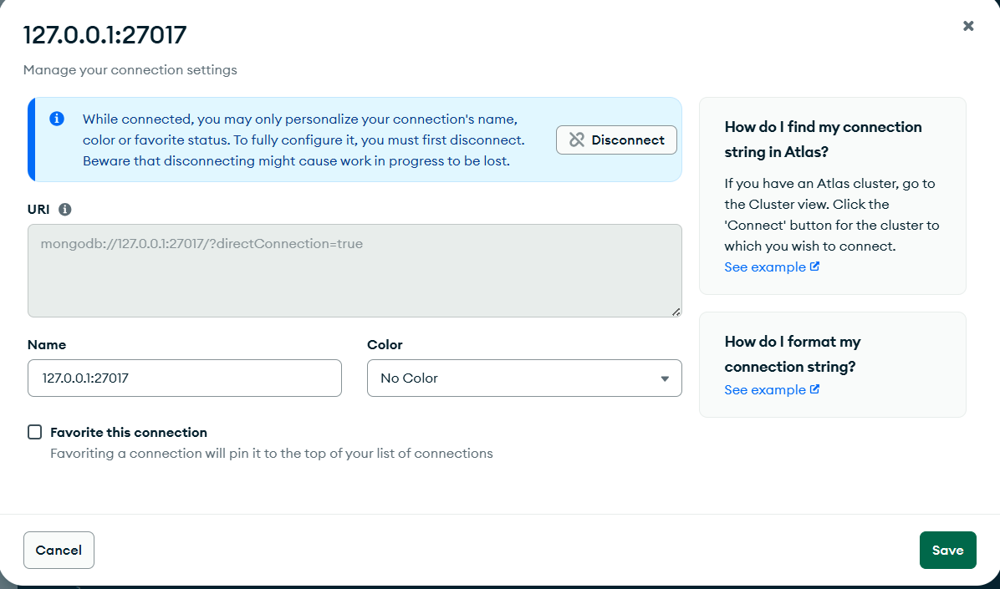 127.0.0.1:27017
Manage your connection settings
While connected, you may only personalize your connection's name,
color or favorite status. To fully configure it, you must first disconnect.
Beware that disconnecting might cause work in progress to be lost.
Disconnect
URI
mongodb://127.0.0.1:27017/?directConnection=true
Name
127.0.0.1:27017
Color
No Color
Favorite this connection
Favoriting a connection will pin it to the top of your list of connections
How do I find my connection
string in Atlas?
If you have an Atlas cluster, go to
the Cluster view. Click the
'Connect' button for the cluster to
which you wish to connect.
See example
How do I format my
connection string?
See example
Cancel
Save